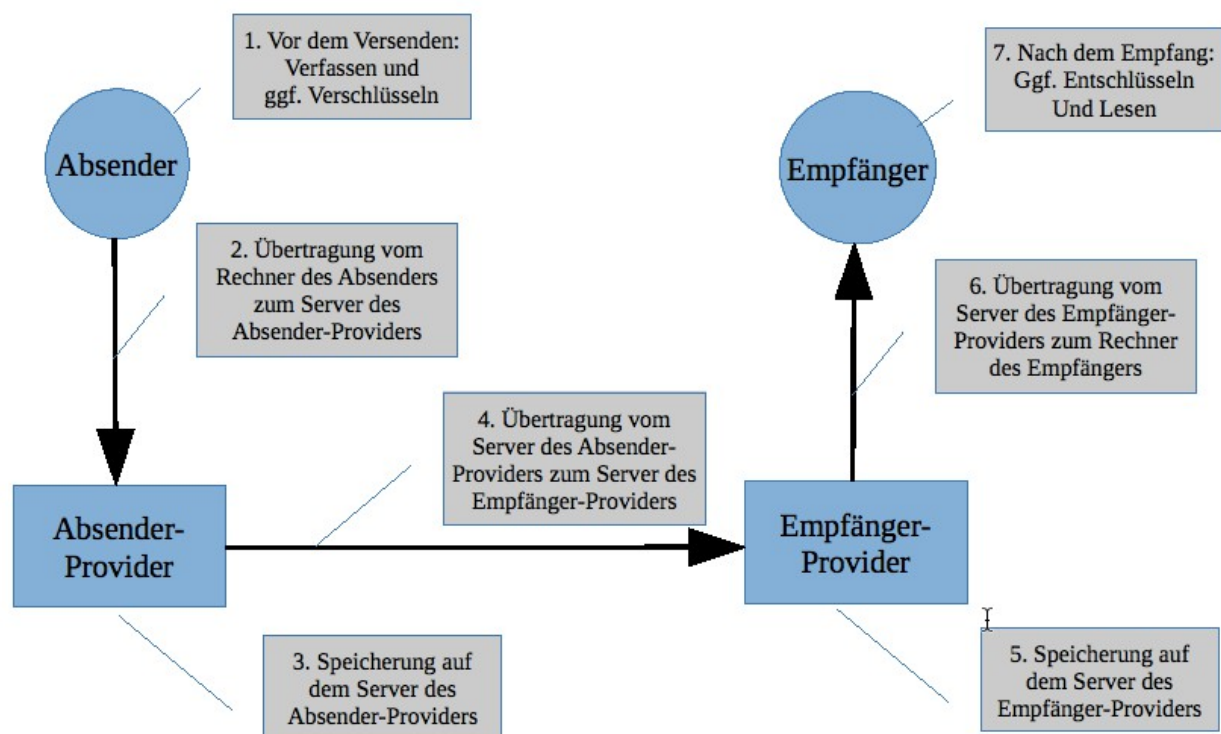 1. Vor dem Versenden:
Verfassen und
ggf. Verschlüsseln
7. Nach dem Empfang:
Ggf. Entschlüsseln
Und Lesen
Absender
Empfänger
2. Übertragung vom
Rechner des Absenders
zum Server des
Absender-Providers
6. Übertragung vom
Server des Empfänger-
Providers zum Rechner
des Empfängers
4. Übertragung vom
Server des Absender-
Providers zum Server des
Empfänger-Providers
Absender-
Provider
Empfänger-
Provider
3. Speicherung auf
dem Server des
Absender-Providers
5. Speicherung auf
dem Server des
Empfänger-Providers